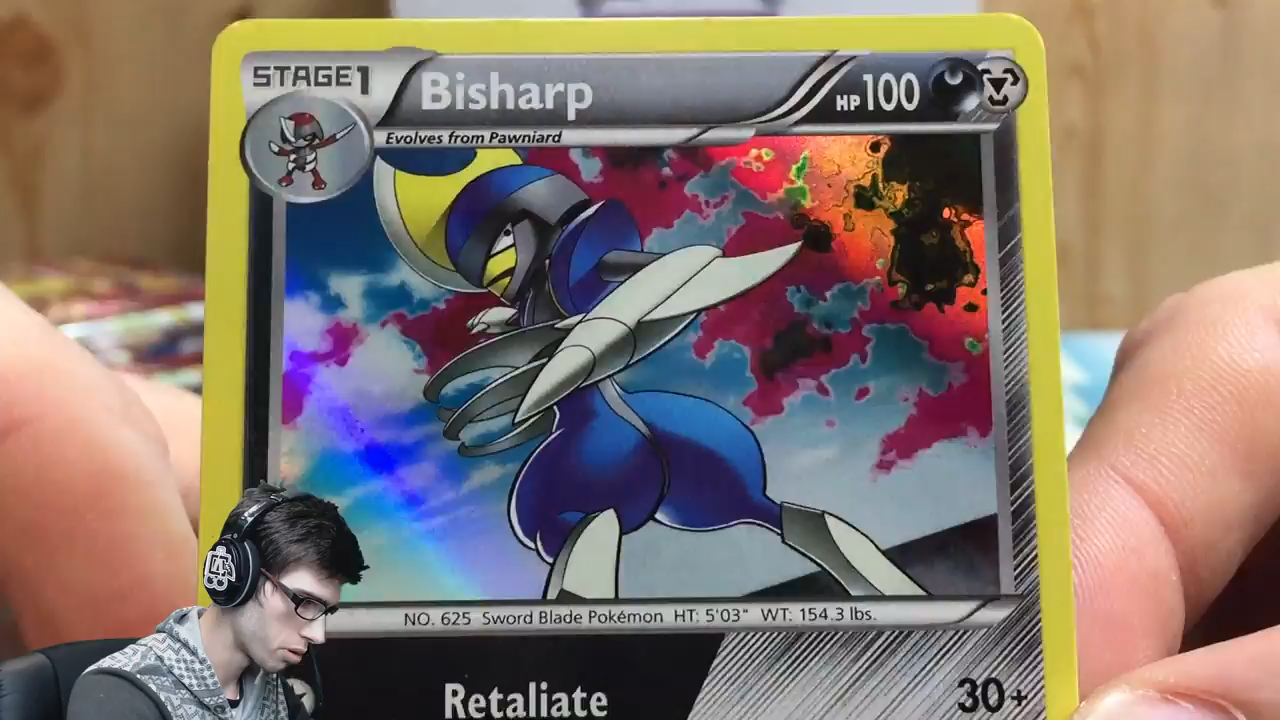 STAGE1
Bisharp
HP100
Evolves from Pawniard
NO. 625 Sword Blade Pokémon HT: 5'03" WT: 154.3 lbs.
Retaliate
30+